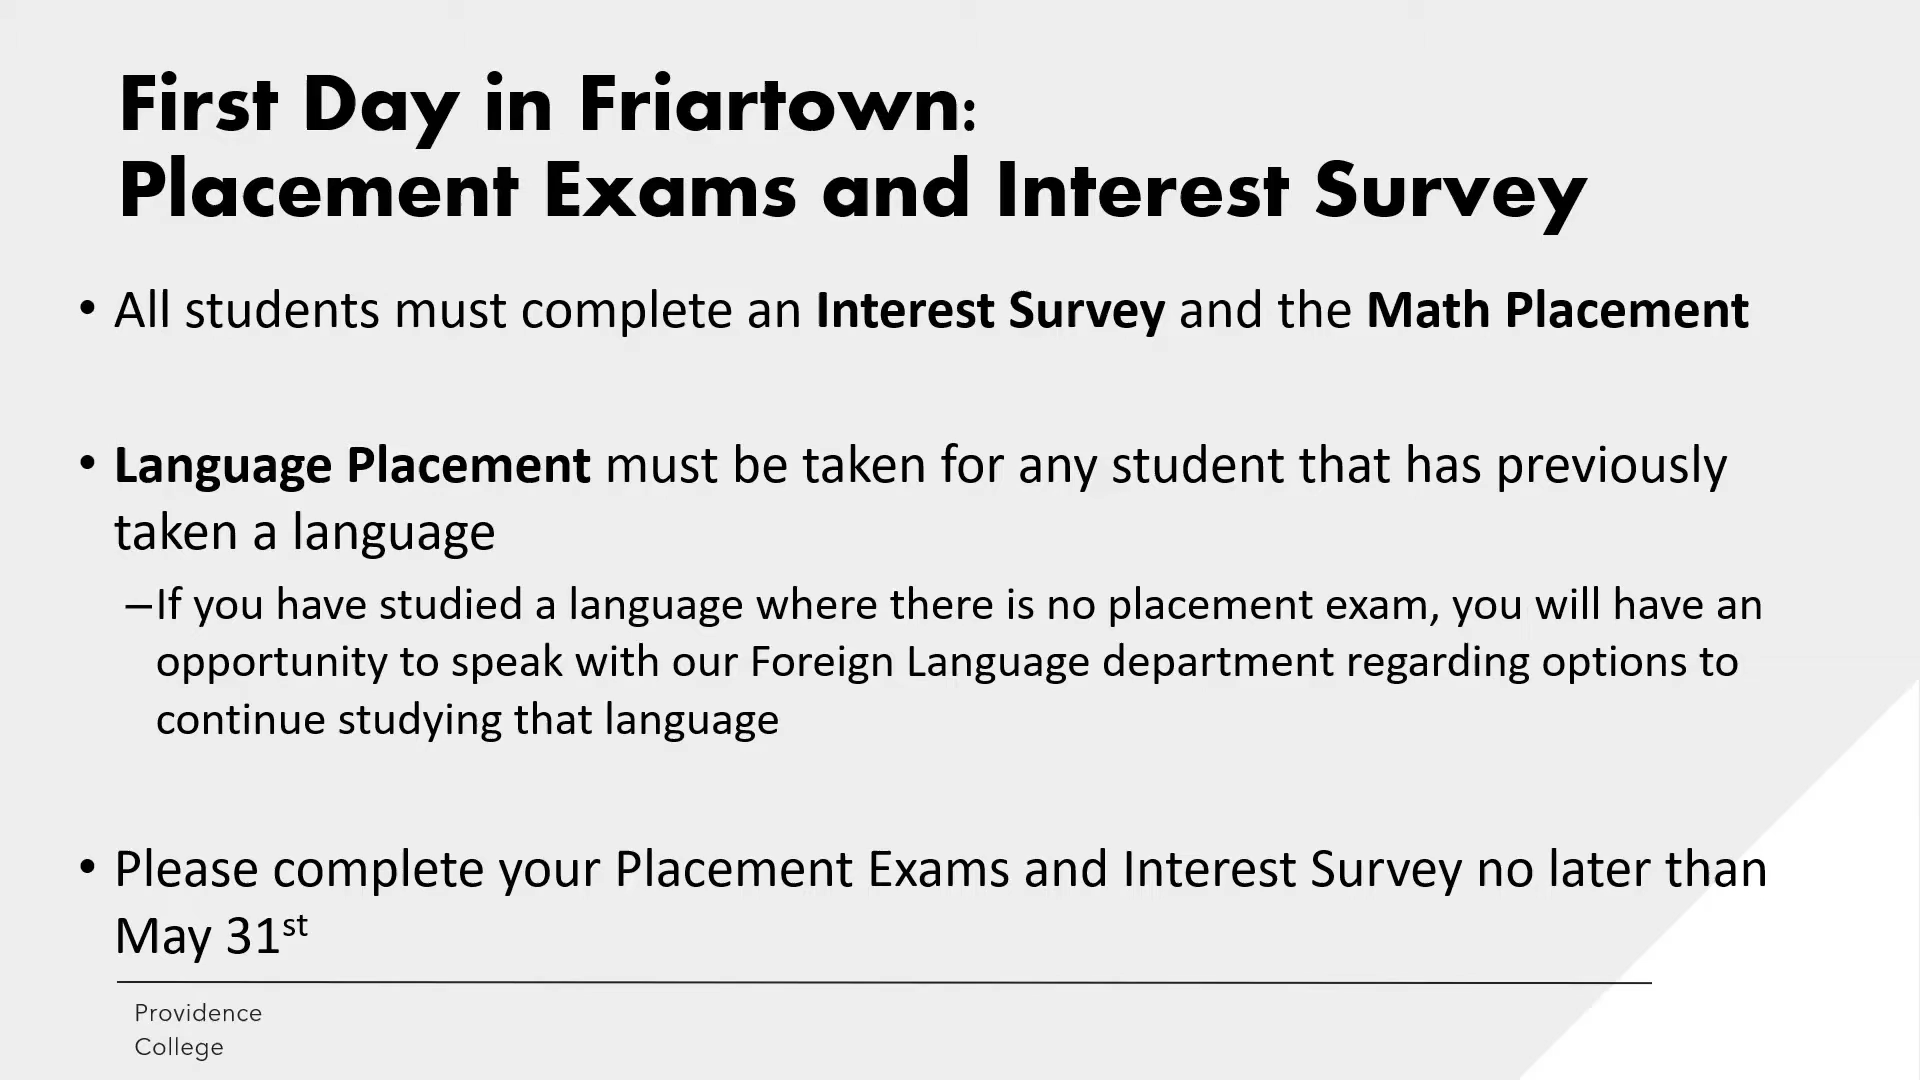 First Day in Friartown:
Placement Exams and Interest Survey
• All students must complete an Interest Survey and the Math Placement
• Language Placement must be taken for any student that has previously
taken a language
–If you have studied a language where there is no placement exam, you will have an
opportunity to speak with our Foreign Language department regarding options to
continue studying that language
• Please complete your Placement Exams and Interest Survey no later than
May 31st
Providence
College